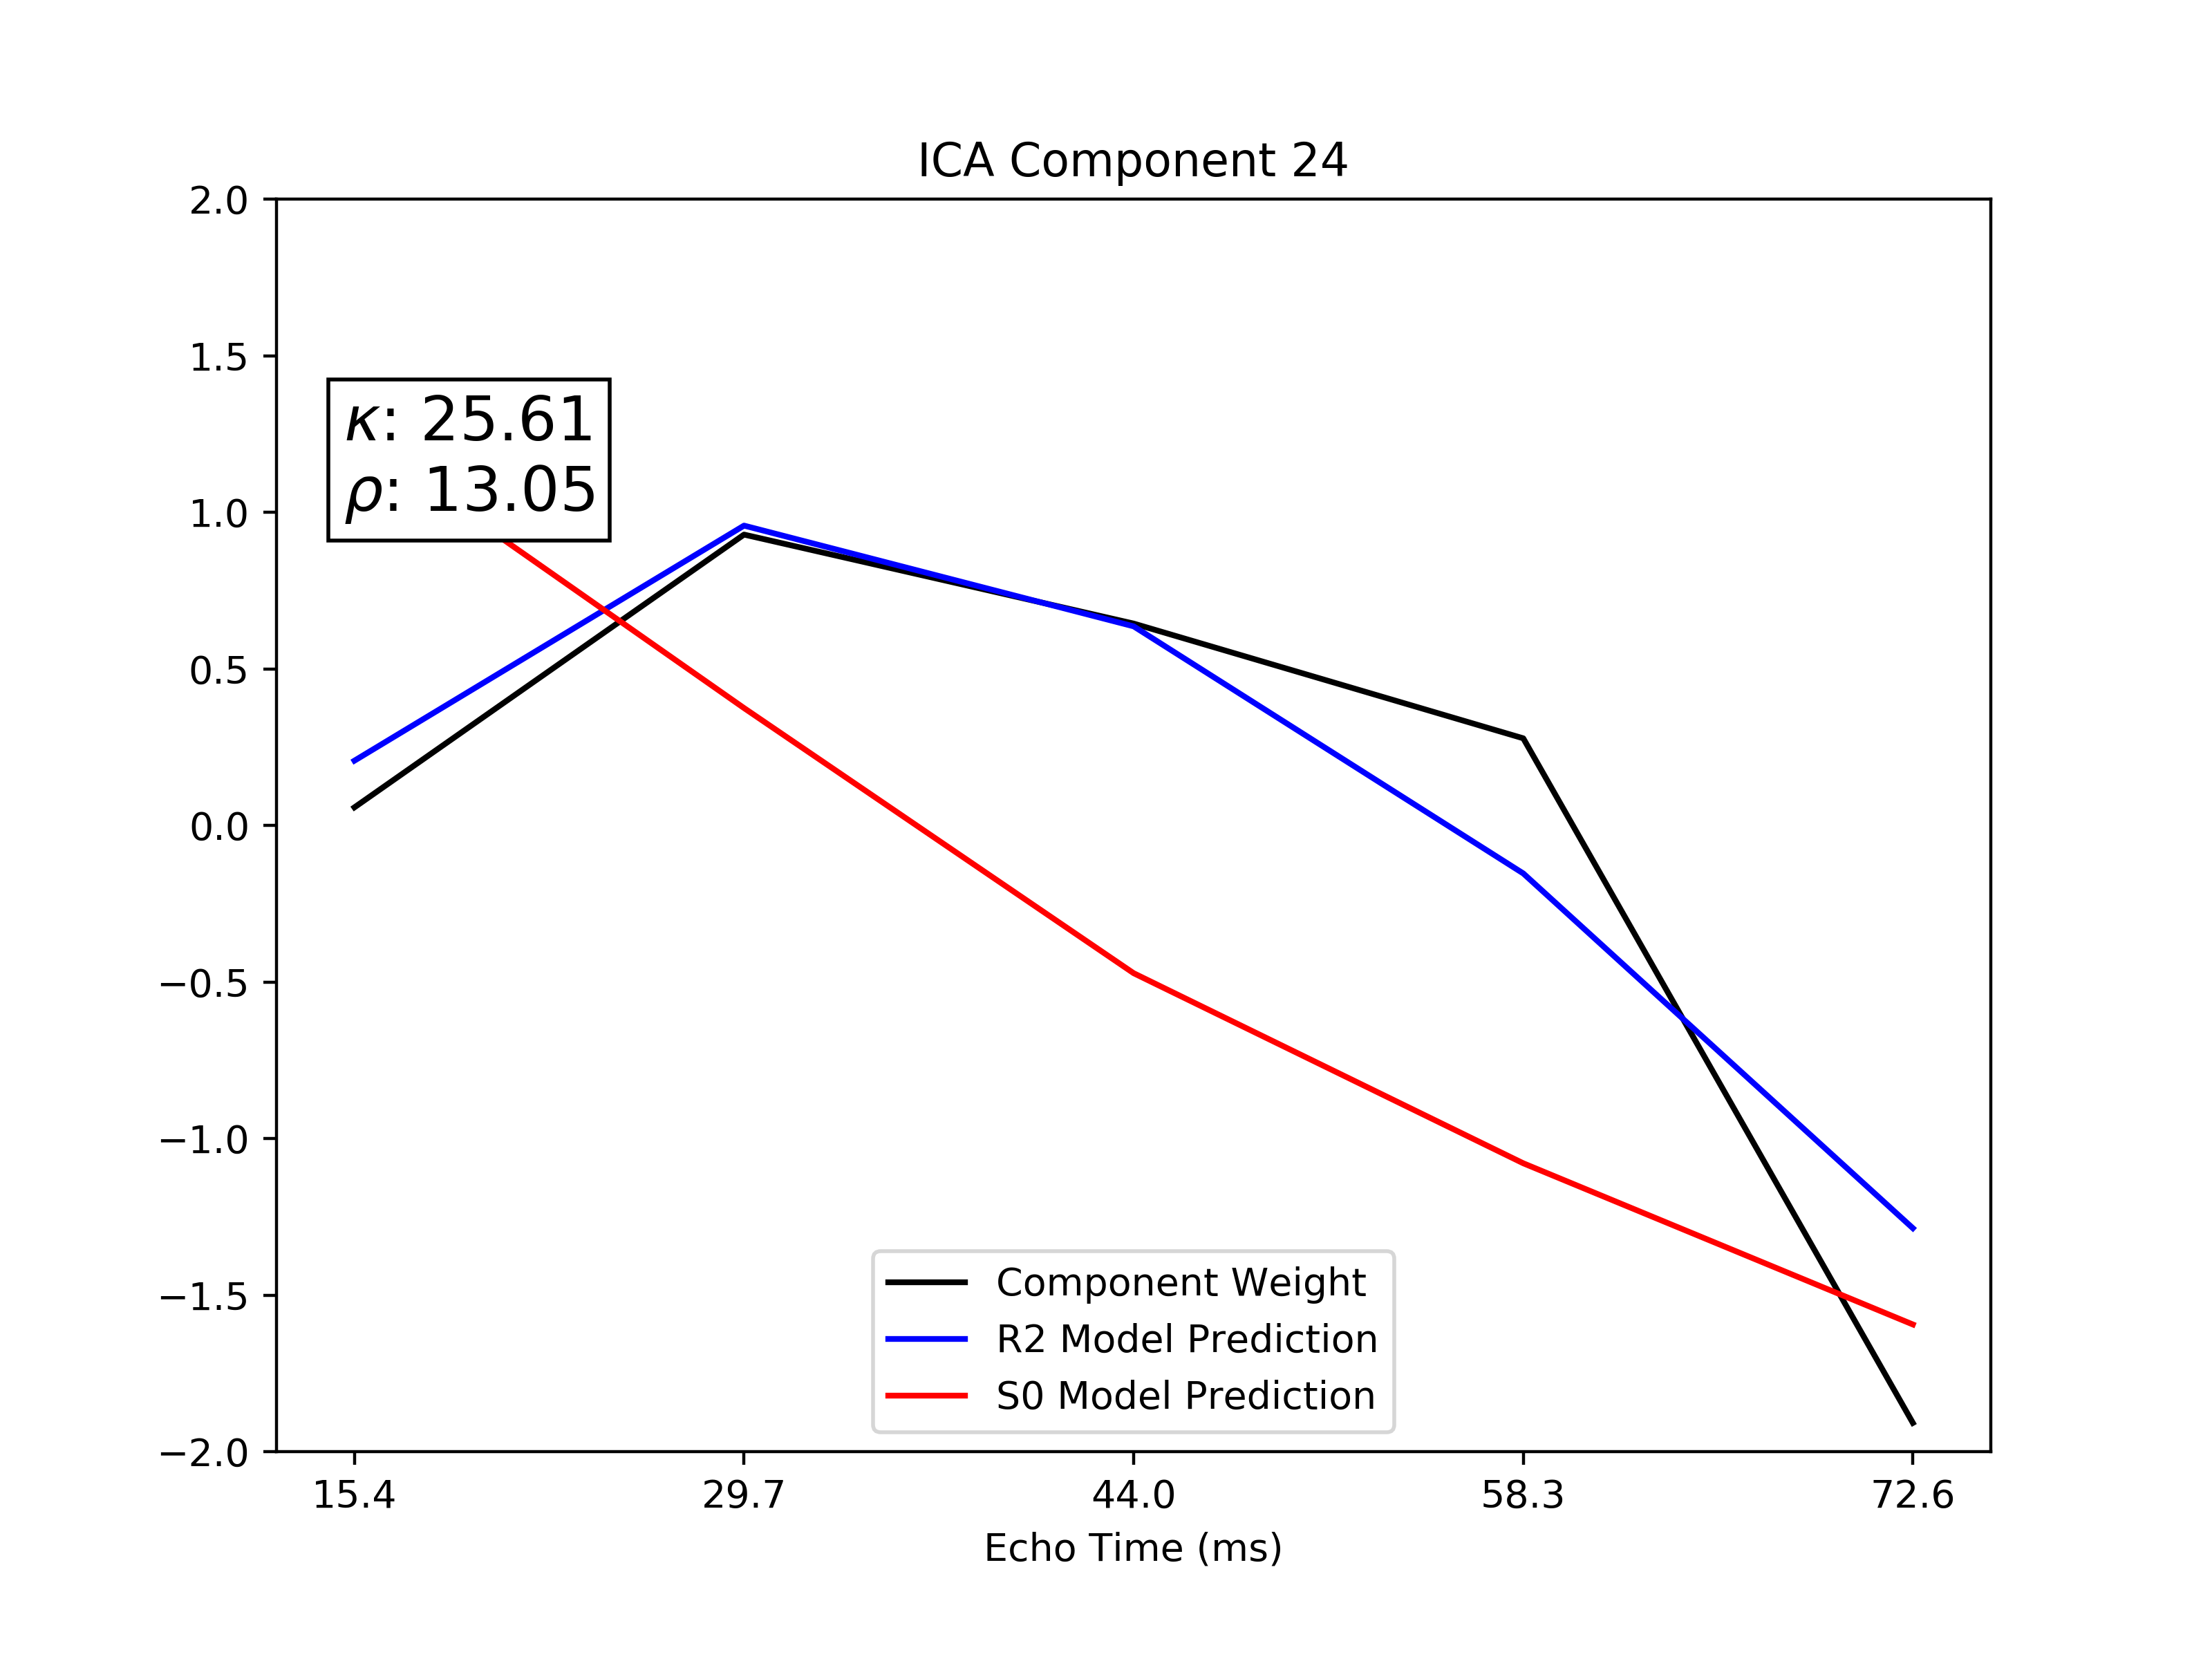 ICA Component 24
2.0
1.5
1.0
0.5
0.0
−0.5
−1.0
−1.5
−2.0
κ: 25.61
ρ: 13.05
Component Weight
R2 Model Prediction
S0 Model Prediction
15.4 29.7 44.0 58.3 72.6
Echo Time (ms)